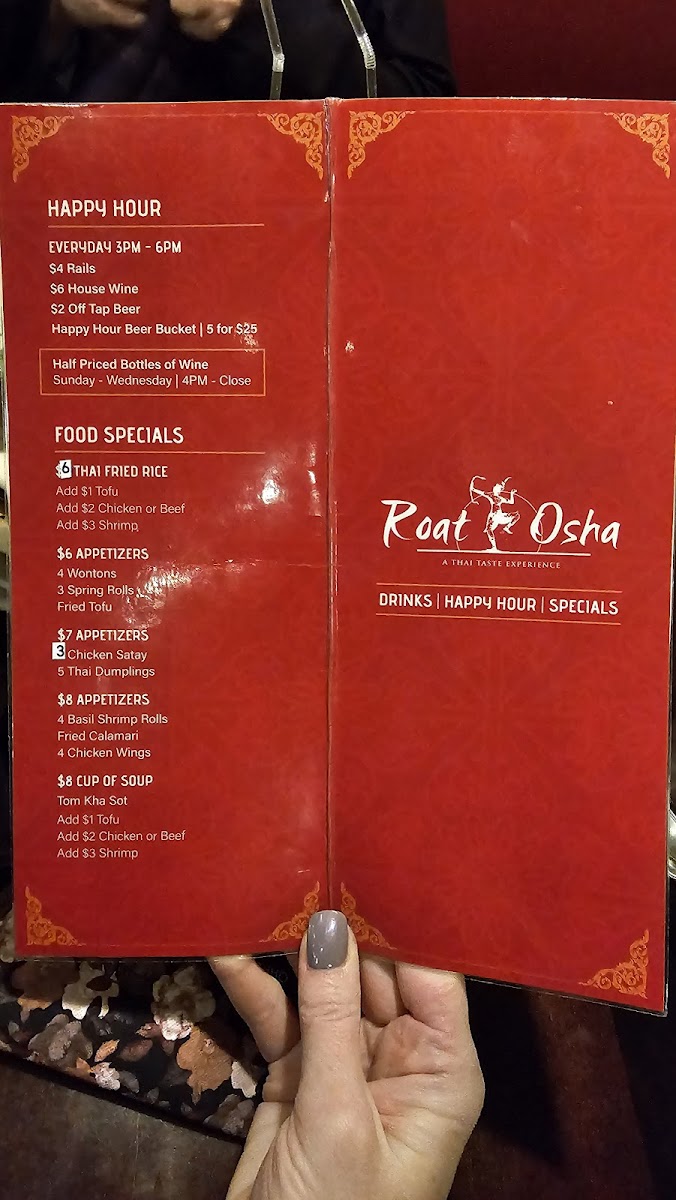 HAPPY HOUR
EVERYDAY 3PM - 6PM
$4 Rails
$6 House Wine
$2 Off Tap Beer
Happy Hour Beer Bucket | 5 for $25
Half Priced Bottles of Wine
Sunday - Wednesday | 4PM - Close
FOOD SPECIALS
$6 THAI FRIED RICE
Add $1 Tofu
Add $2 Chicken or Beef
Add $3 Shrimp
$6 APPETIZERS
4 Wontons
3 Spring Rolls
Fried Tofu
$7 APPETIZERS
3 Chicken Satay
5 Thai Dumplings
$8 APPETIZERS
4 Basil Shrimp Rolls
Fried Calamari
4 Chicken Wings
$8 CUP OF SOUP
Tom Kha Sot
Add $1 Tofu
Add $2 Chicken or Beef
Add $3 Shrimp
Roat Osha
A THAI TASTE EXPERIENCE
DRINKS | HAPPY HOUR | SPECIALS